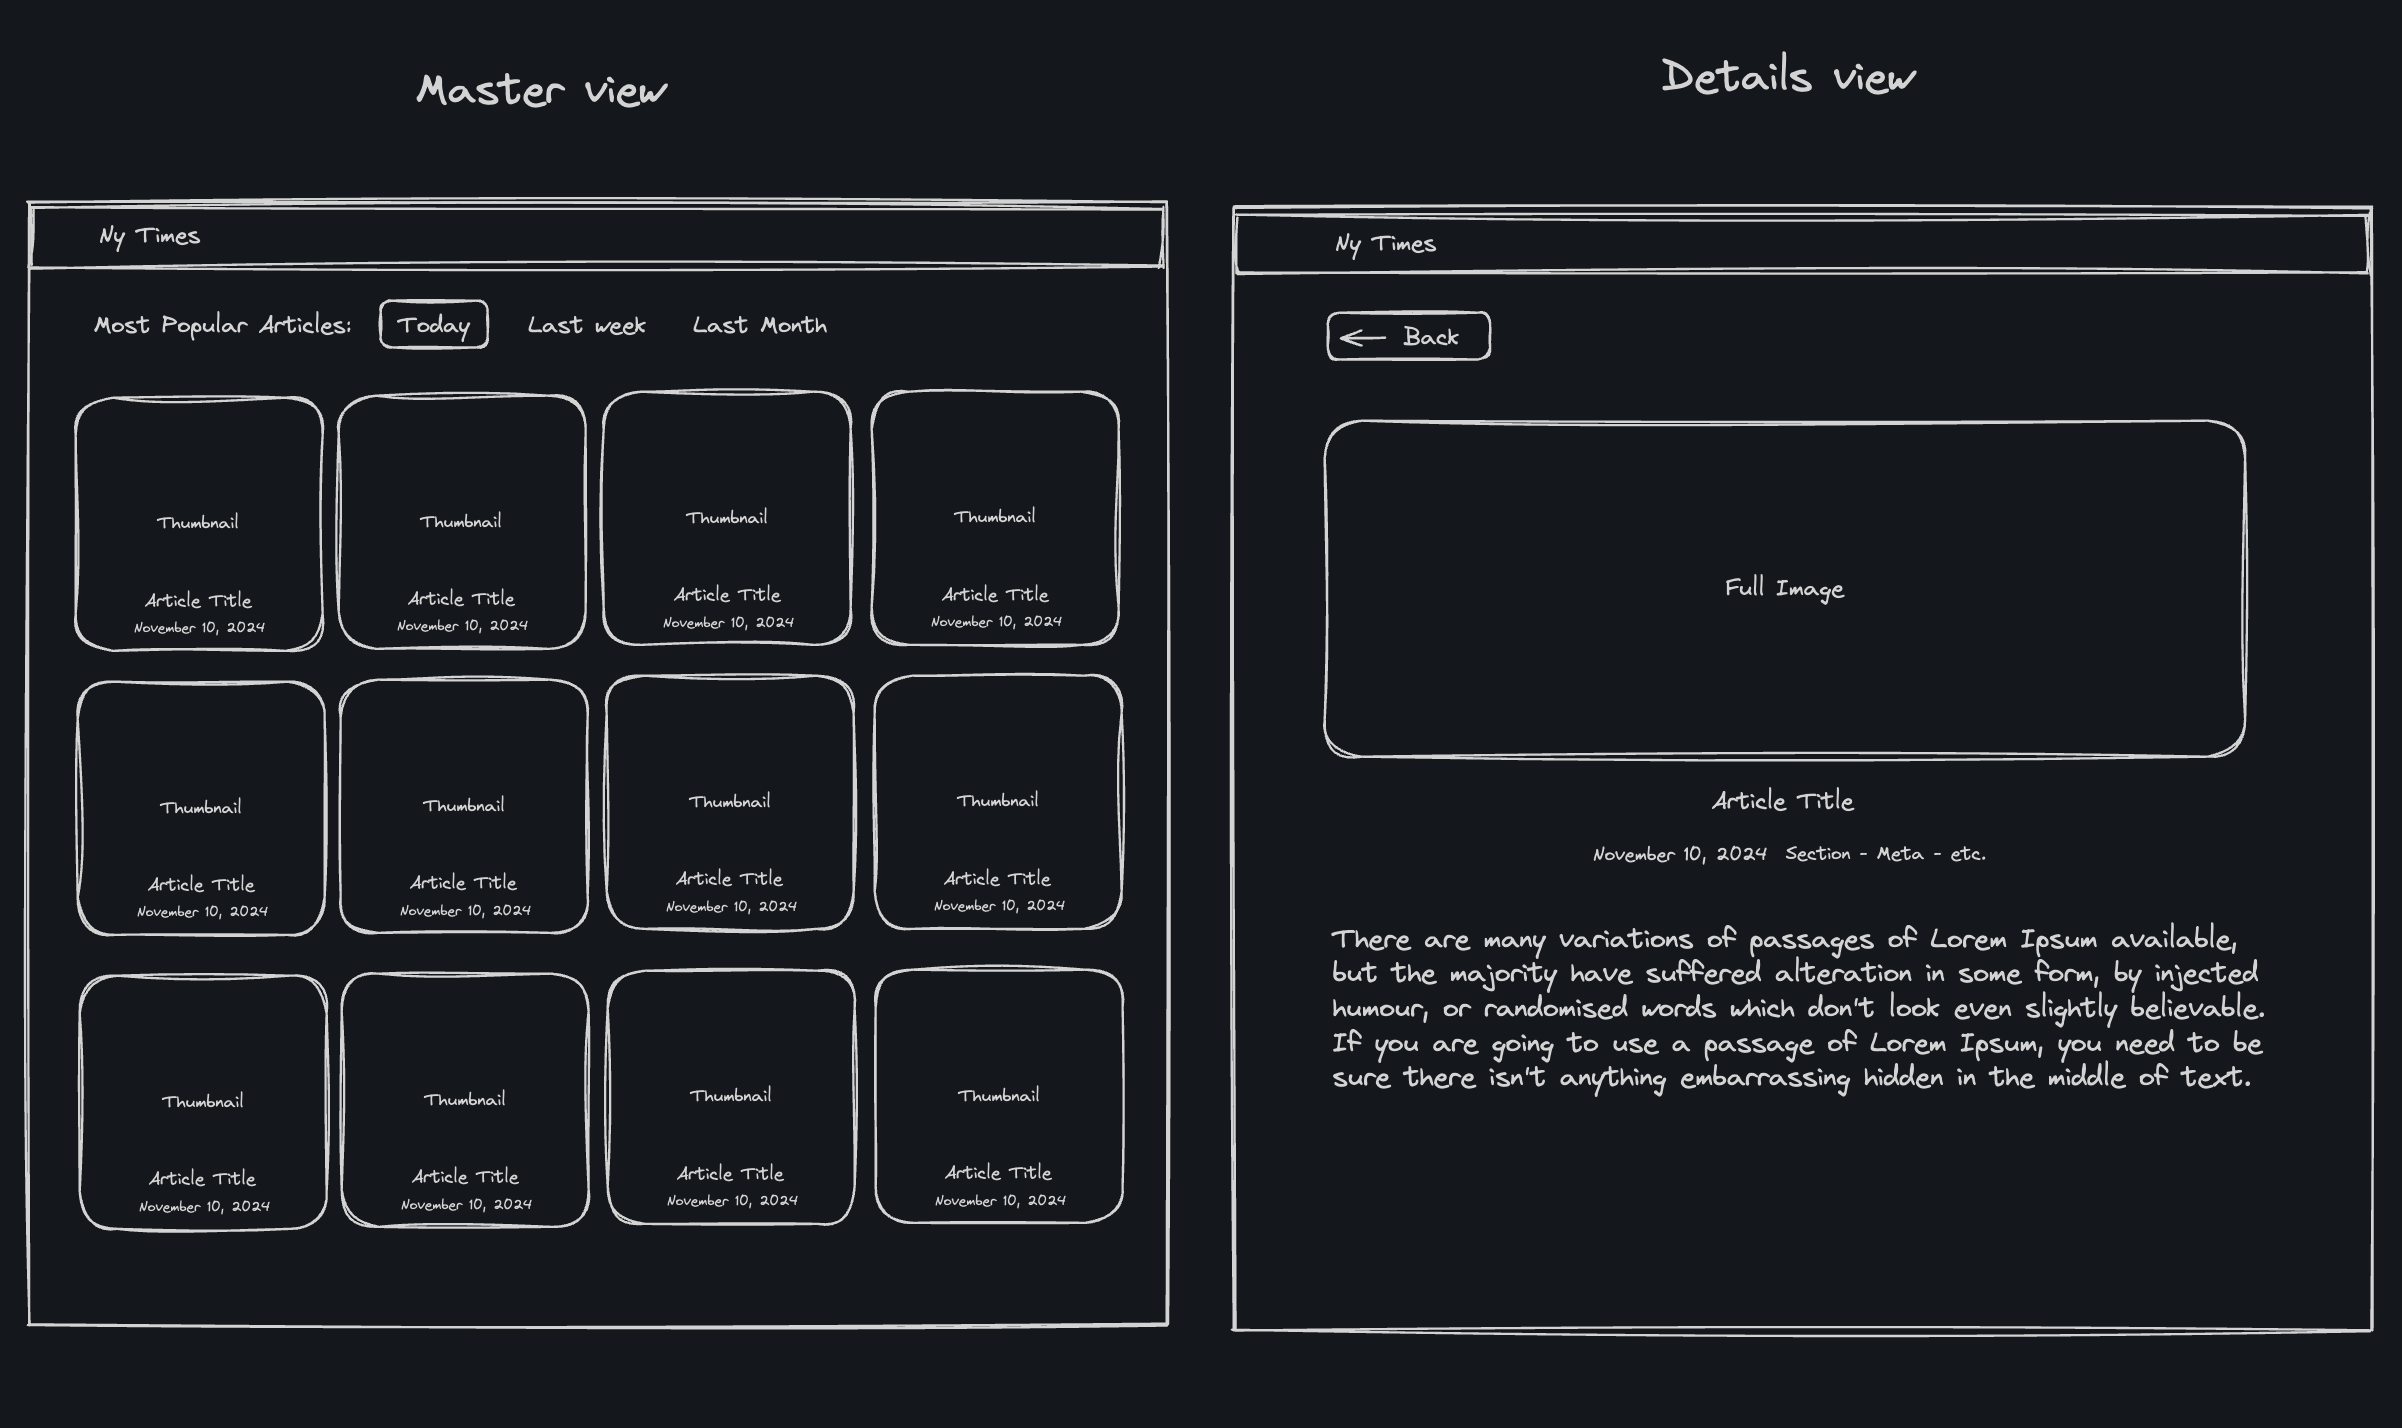 Master view
Ny Times
Most Popular Articles: Today Last week Last Month
Thumbnail Thumbnail Thumbnail Thumbnail
Article Title Article Title Article Title Article Title
November 10, 2024 November 10, 2024 November 10, 2024 November 10, 2024
Thumbnail Thumbnail Thumbnail Thumbnail
Article Title Article Title Article Title Article Title
November 10, 2024 November 10, 2024 November 10, 2024 November 10, 2024
Thumbnail Thumbnail Thumbnail Thumbnail
Article Title Article Title Article Title Article Title
November 10, 2024 November 10, 2024 November 10, 2024 November 10, 2024
Details view
Ny Times
Back
Full Image
Article Title
November 10, 2024 Section - Meta - etc.
There are many variations of passages of Lorem Ipsum available,
but the majority have suffered alteration in some form, by injected
humour, or randomised words which don't look even slightly believable.
If you are going to use a passage of Lorem Ipsum, you need to be
sure there isn't anything embarrassing hidden in the middle of text.